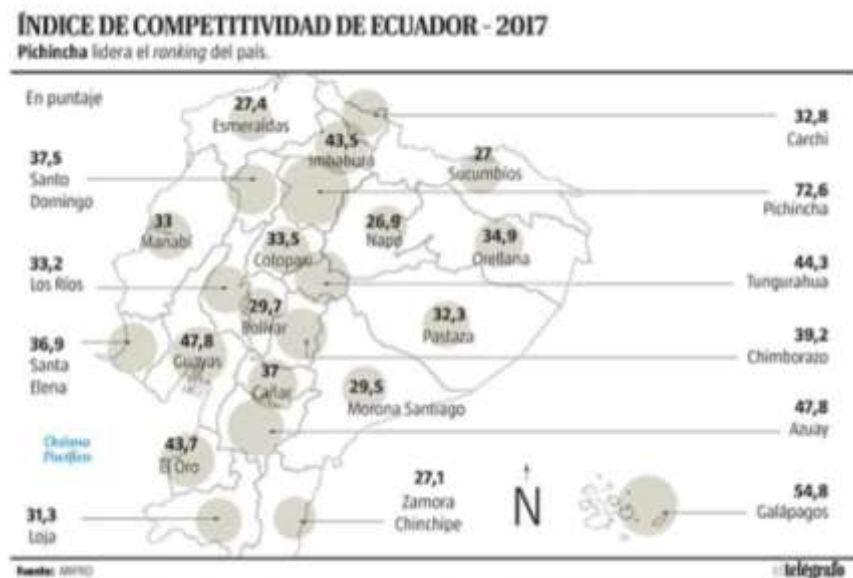 ÍNDICE DE COMPETITIVIDAD DE ECUADOR - 2017
Pichincha lidera el ranking del país.
En puntaje
27,4
Esmeraldas
43,5
Imbabura
32,8
Carchi
27
Sucumbíos
37,5
Santo
Domingo
72,6
Pichincha
33
Manabí
33,5
Cotopaxi
26,9
Napo
34,9
Orellana
33,2
Los Ríos
44,3
Tungurahua
29,7
Bolívar
32,3
Pastaza
36,9
Santa
Elena
47,8
Guayas
39,2
Chimborazo
37
Cañar
29,5
Morona Santiago
47,8
Azuay
Océano
Pacífico
43,7
El Oro
27,1
Zamora
Chinchipe
N
54,8
Galápagos
31,3
Loja
Fuente: MIPRO
el telégrafo